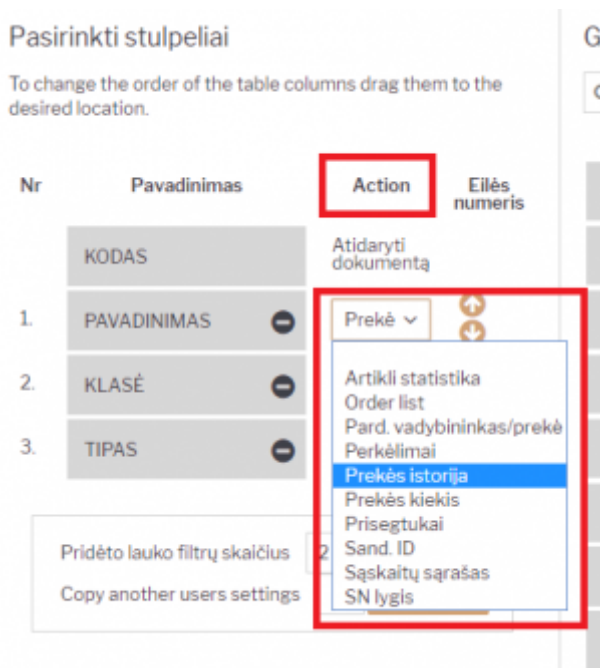 Pasirinkti stulpeliai
G
To change the order of the table columns drag them to the
desired location.
Nr Pavadinimas Action Eilės
numeris
KODAS Atidaryti
dokumentą
1. PAVADINIMAS Prekė
2. KLASĖ
3. TIPAS
Artikli statistika
Order list
Pard. vadybininkas/prekė
Perkėlimai
Prekės istorija
Prekės kiekis
Prisegtukai
Sand. ID
Sąskaitų sąrašas
SN lygis
Pridėto lauko filtrų skaičius 2
Copy another users settings